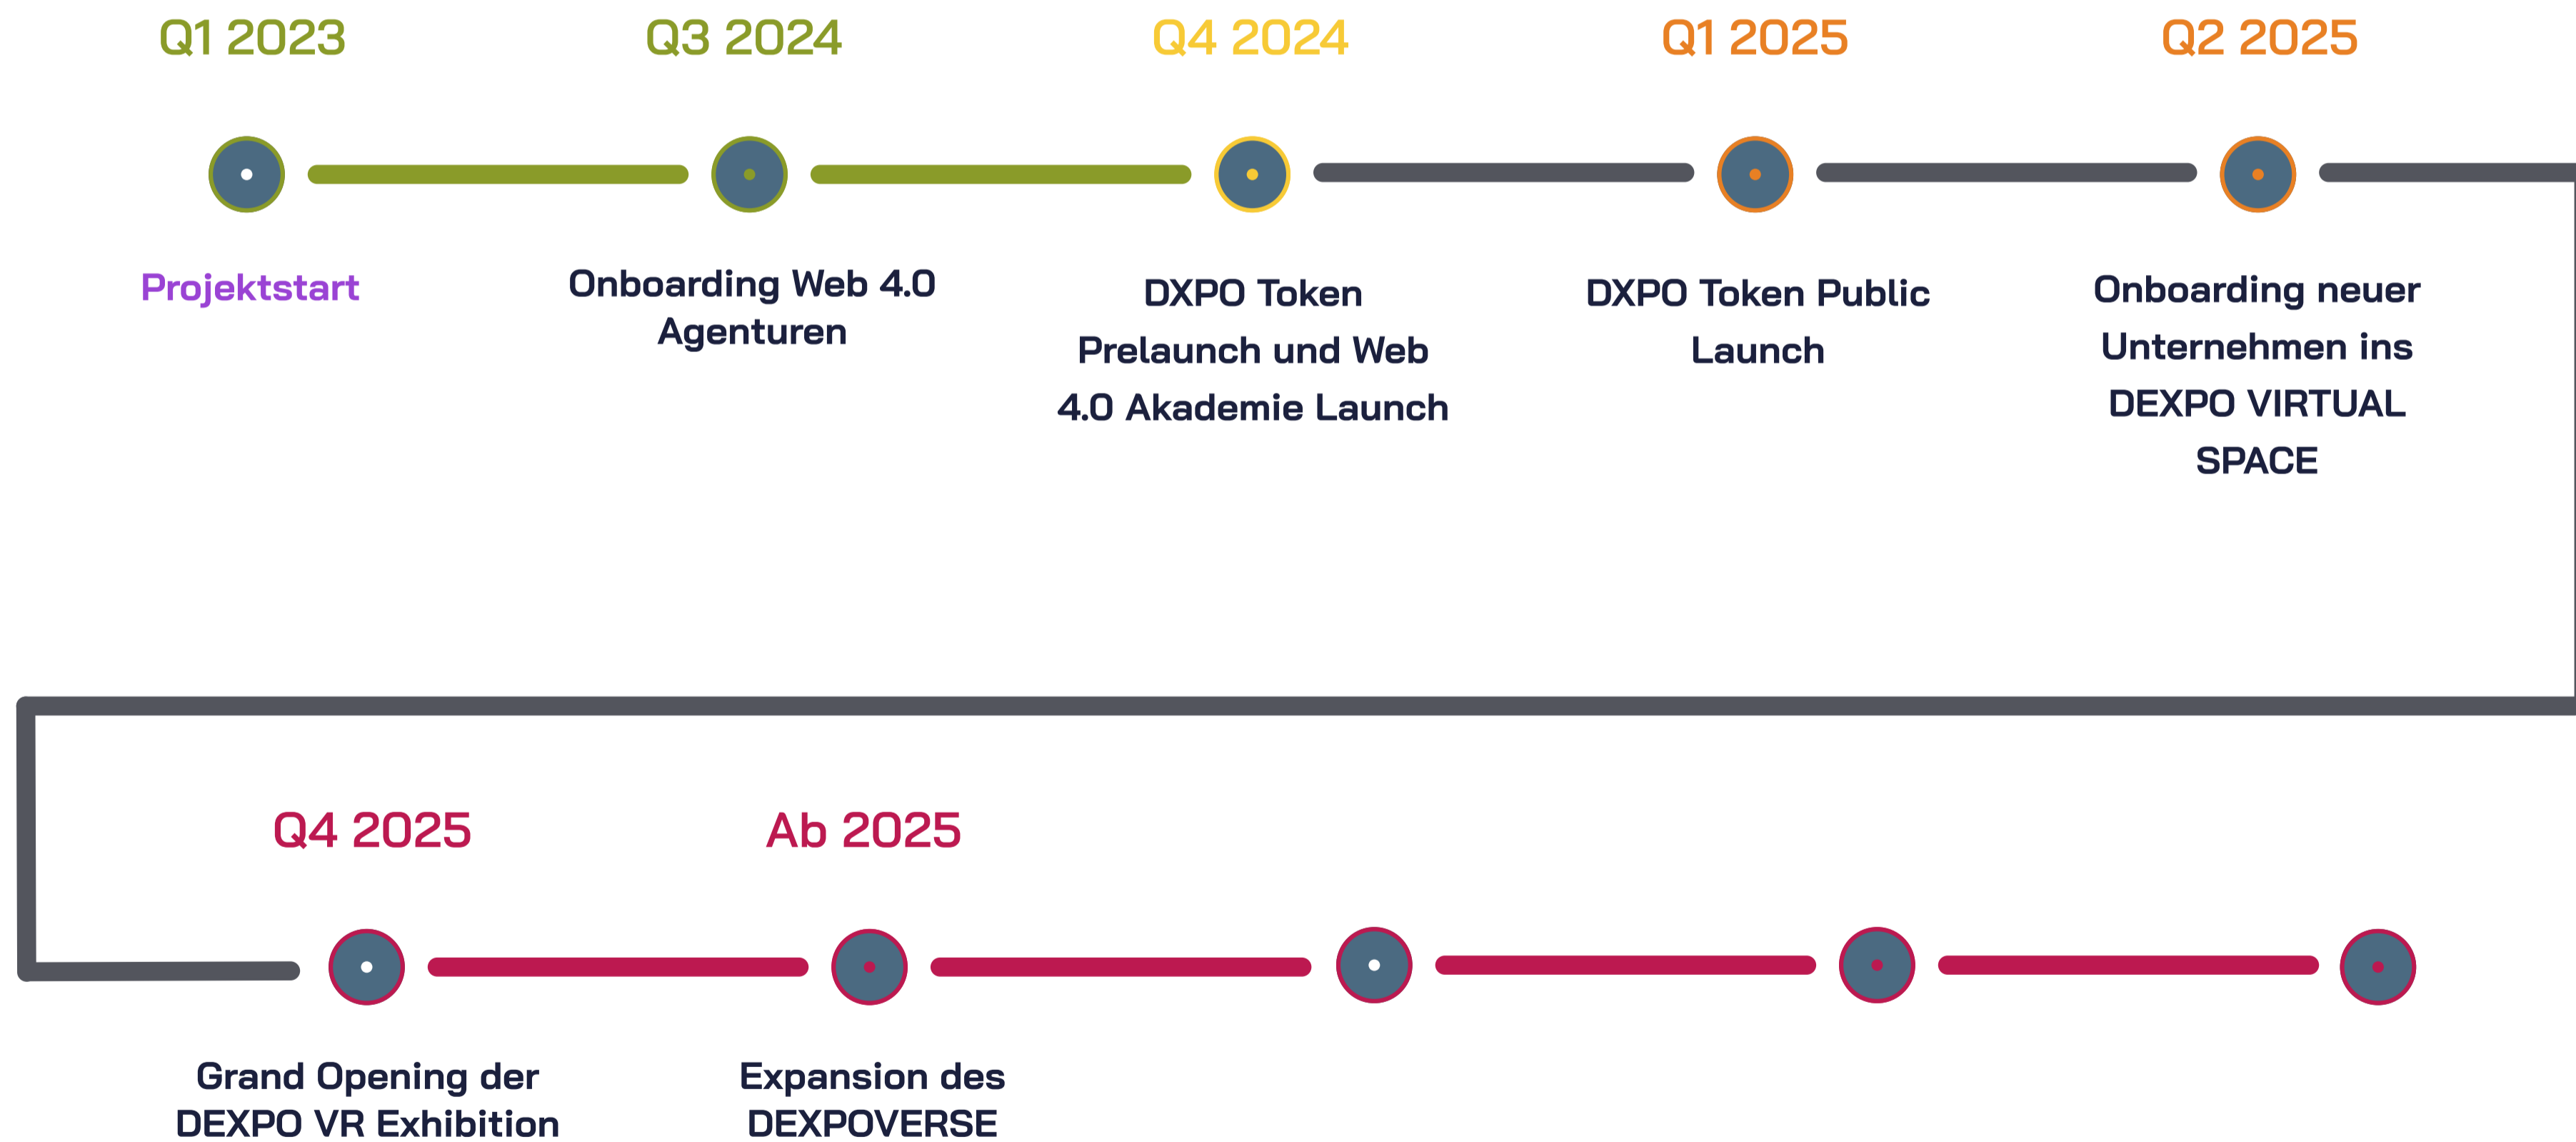 Q1 2023
Q3 2024
Q4 2024
Q1 2025
Q2 2025
Projektstart
Onboarding Web 4.0
Agenturen
DXPO Token
Prelaunch und Web
4.0 Akademie Launch
DXPO Token Public
Launch
Onboarding neuer
Unternehmen ins
DEXPO VIRTUAL
SPACE
Q4 2025
Ab 2025
Grand Opening der
DEXPO VR Exhibition
Expansion des
DEXPOVERSE